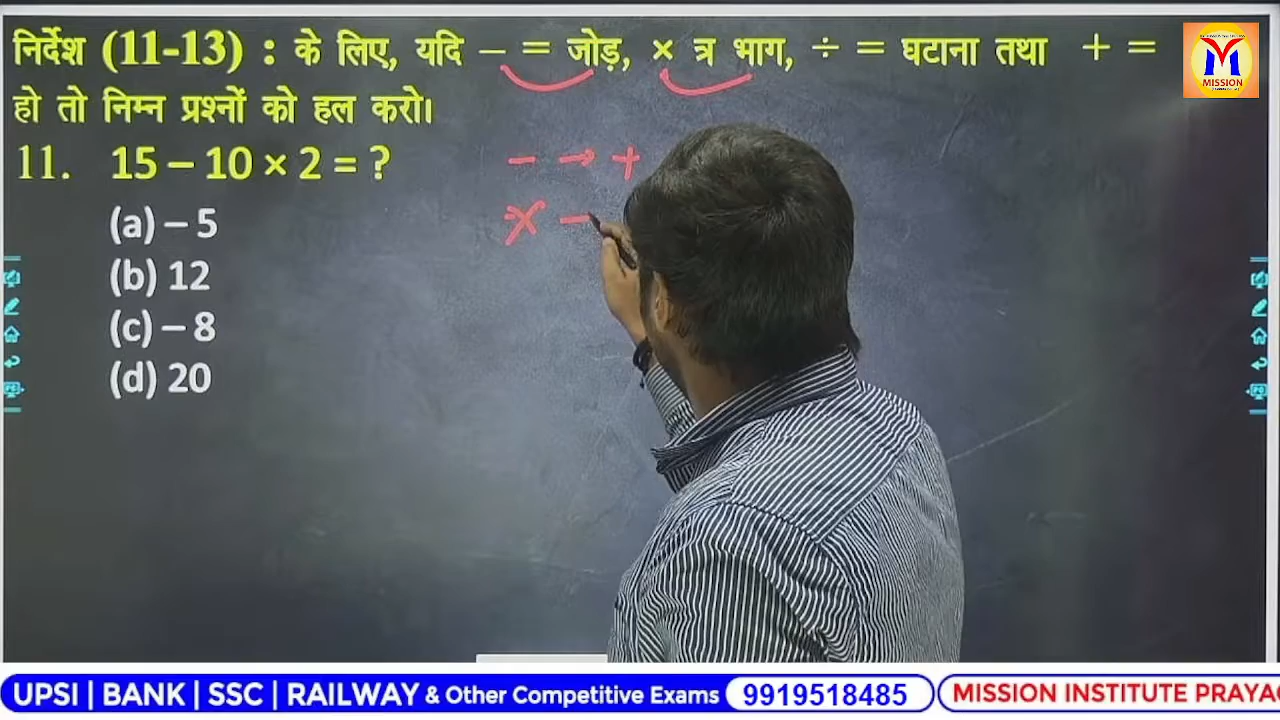 निर्देश (11-13) : के लिए, यदि – = जोड़, × त्र भाग, ÷ = घटाना तथा + =
हो तो निम्न प्रश्नों को हल करो।
11. 15 – 10 × 2 = ?
(a) – 5
(b) 12
(c) – 8
(d) 20
– → +
× –
MISSION
UPSI | BANK | SSC | RAILWAY & Other Competitive Exams 9919518485 MISSION INSTITUTE PRAYAG